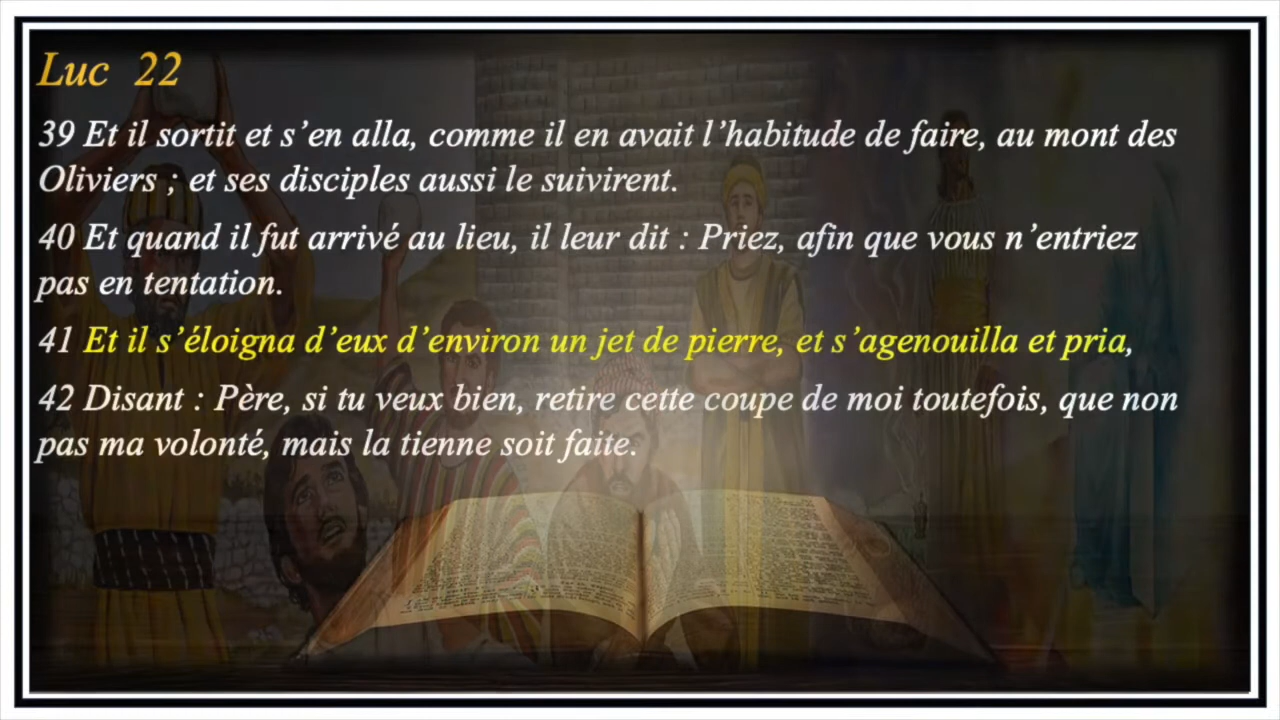 Luc 22
39 Et il sortit et s’en alla, comme il en avait l’habitude de faire, au mont des
Oliviers ; et ses disciples aussi le suivirent.
40 Et quand il fut arrivé au lieu, il leur dit : Priez, afin que vous n’entriez
pas en tentation.
41 Et il s’éloigna d’eux d’environ un jet de pierre, et s’agenouilla et pria,
42 Disant : Père, si tu veux bien, retire cette coupe de moi toutefois, que non
pas ma volonté, mais la tienne soit faite.